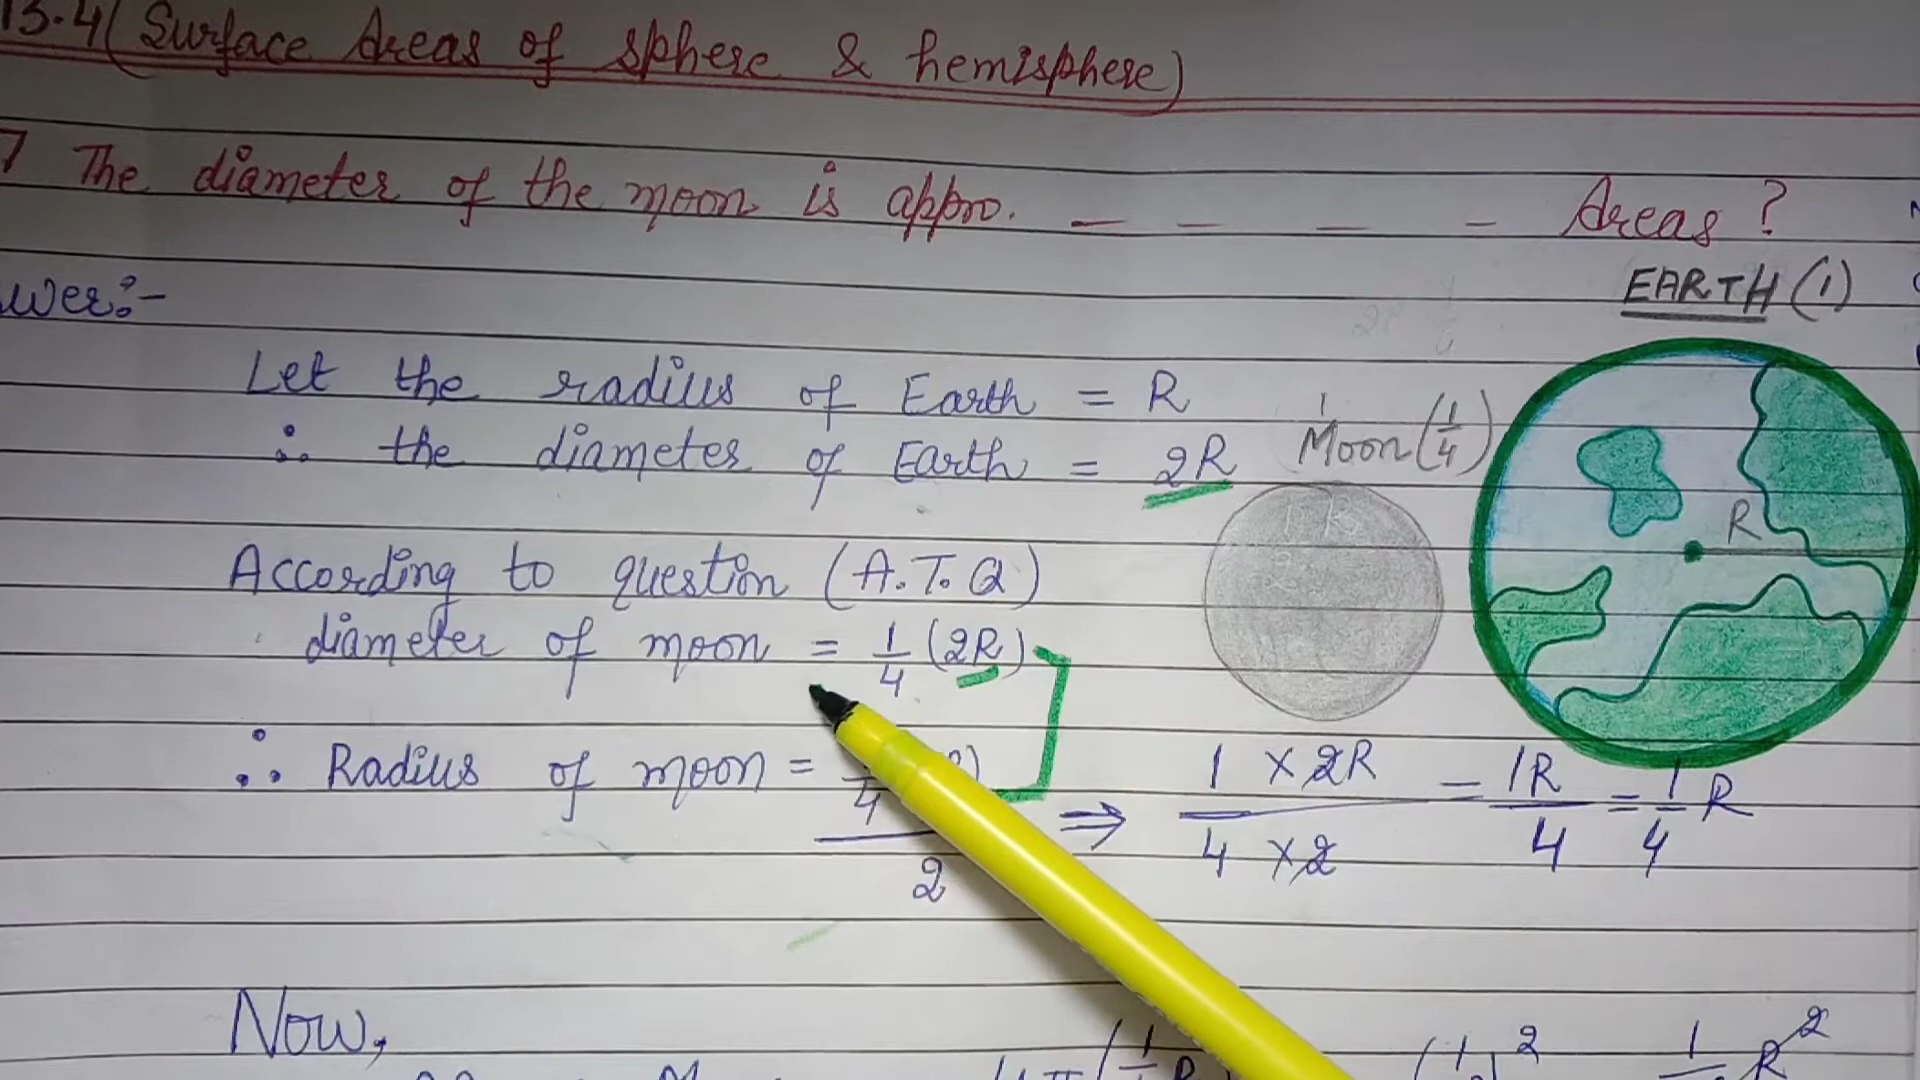 13.4 (Surface Areas of sphere & hemisphere)
7 The diameter of the moon is appro. _ _ _ _ Areas ?
wer:-
EARTH (1)
Let the radius of Earth = R
∴ the diameter of Earth = 2R
Moon (1/4)
R
According to question (A.T.Q)
diameter of moon = 1/4 (2R)
∴ Radius of moon = 4 / 2 ⇒ 1 × 2R / 4 × 2 = 1R / 4 = 1/4 R
Now,